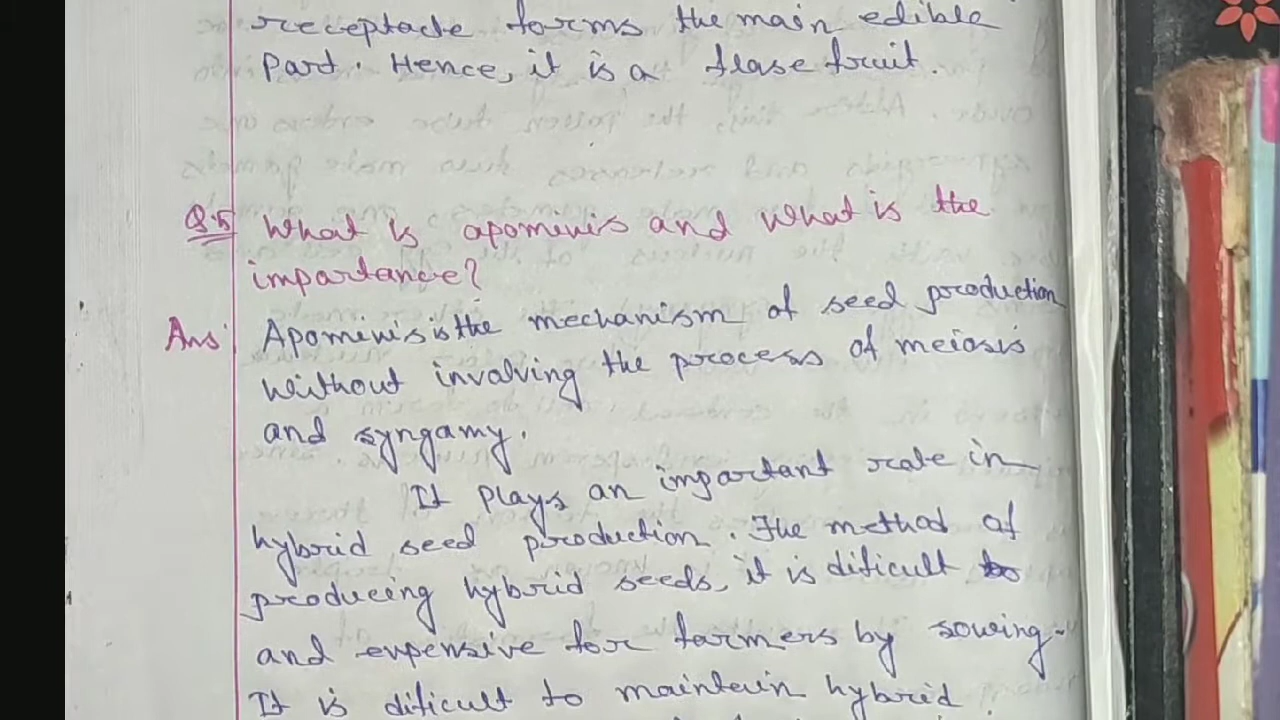 receptacle forms the main edible
Part. Hence, it is a flase fruit.
Q.5 What is apomixis and what is the
importance?
Ans: Apomixis is the mechanism of seed production
without involving the process of meiosis
and syngamy.
It plays an important role in
hybrid seed production. The method of
producing hybrid seeds, it is dificult to
and expensive for farmers by sowing.
It is dificult to maintain hybrid